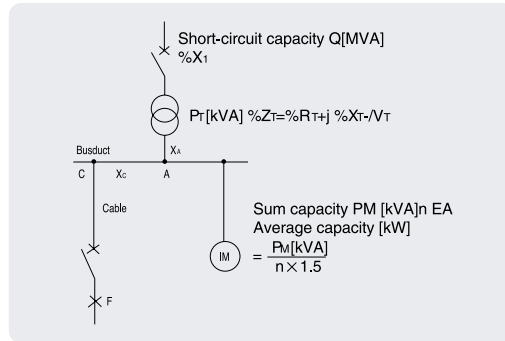 Short-circuit capacity Q[MVA]
%X1
PT[kVA] %ZT=%RT+j %XT-/VT
Busduct
XA
C
XC
A
Cable
Sum capacity PM [kVA]n EA
Average capacity [kW]
IM
= PM[kVA]
n×1.5
F